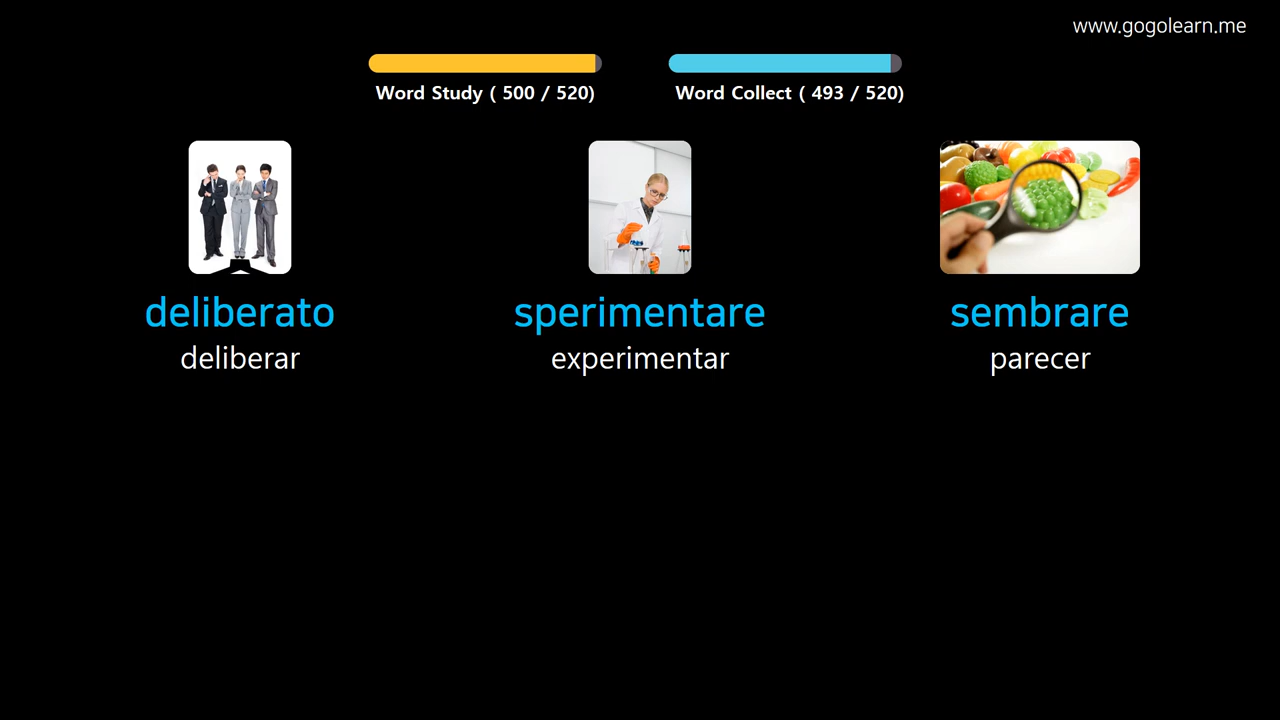 www.gogolearn.me
Word Study ( 500 / 520)
Word Collect ( 493 / 520)
deliberato
deliberar
sperimentare
experimentar
sembrare
parecer